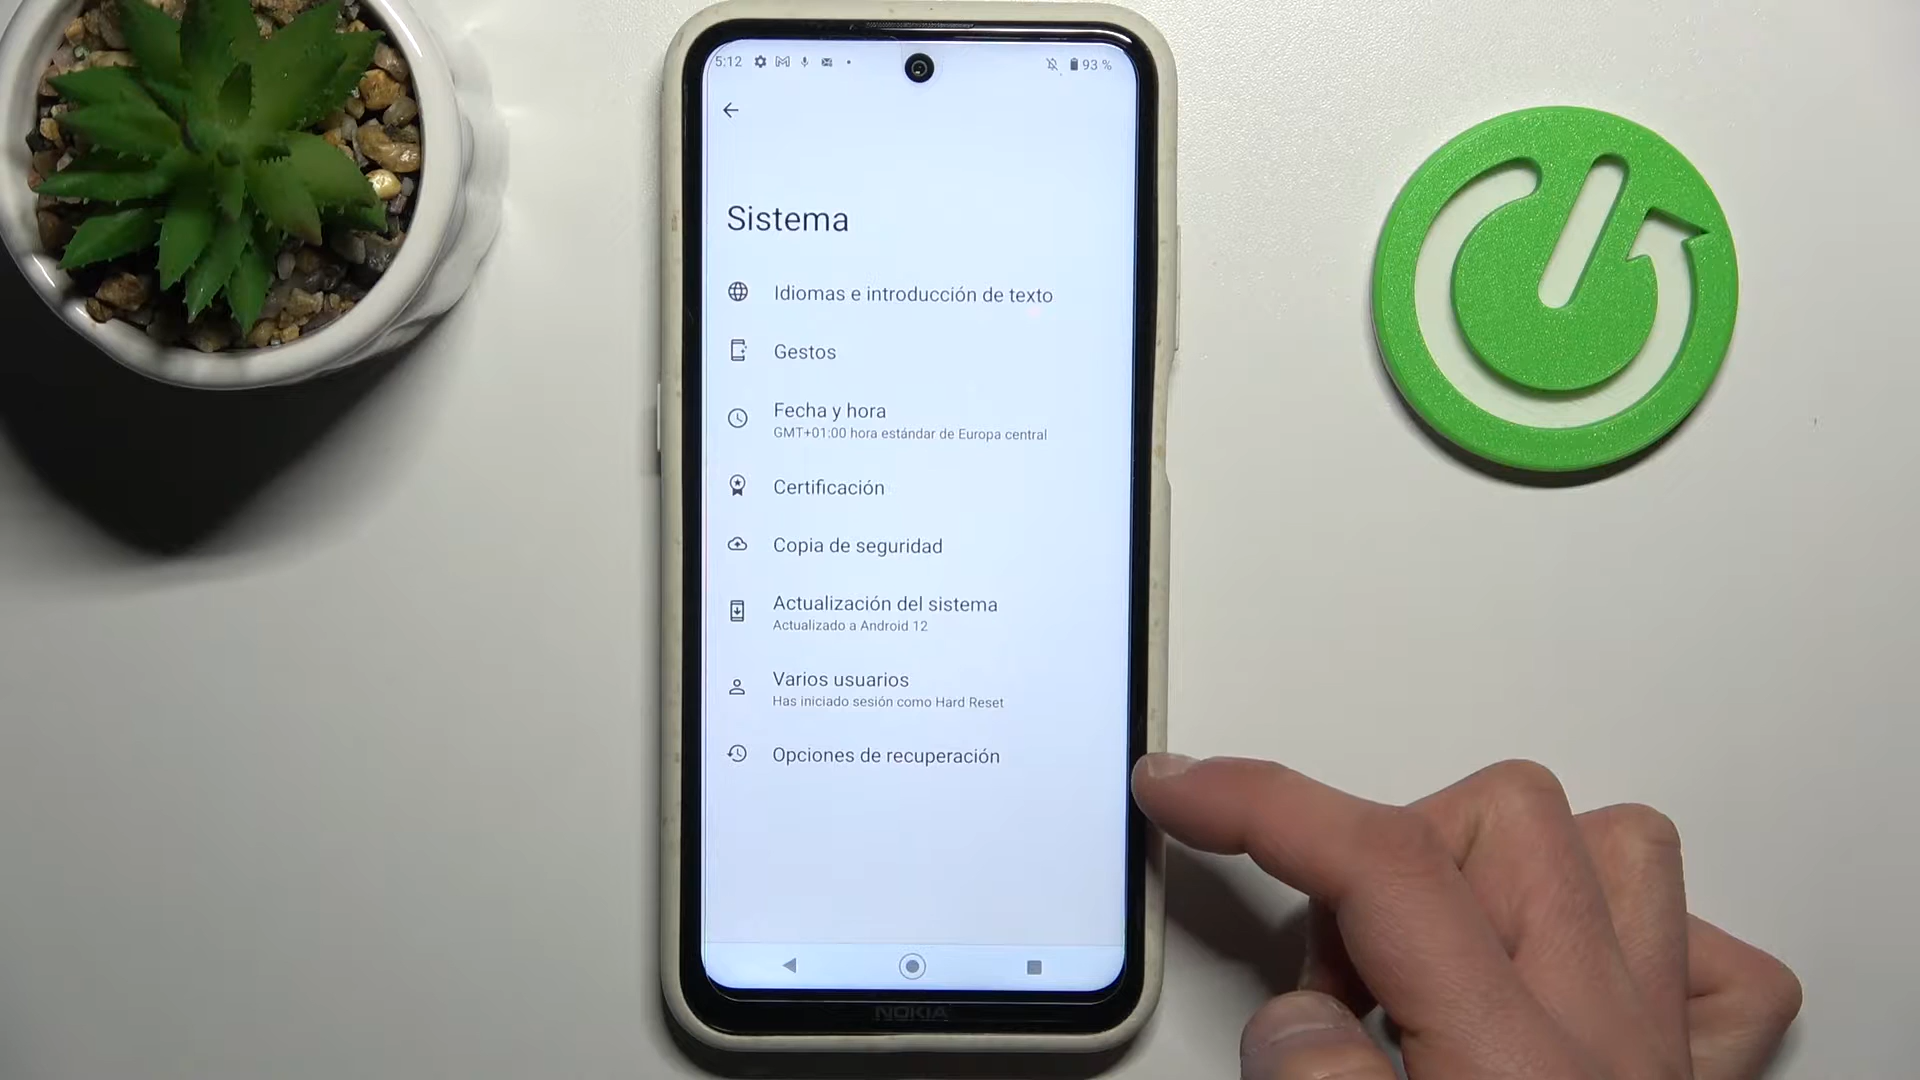 5:12
93 %
Sistema
Idiomas e introducción de texto
Gestos
Fecha y hora
GMT+01:00 hora estándar de Europa central
Certificación
Copia de seguridad
Actualización del sistema
Actualizado a Android 12
Varios usuarios
Has iniciado sesión como Hard Reset
Opciones de recuperación
NOKIA